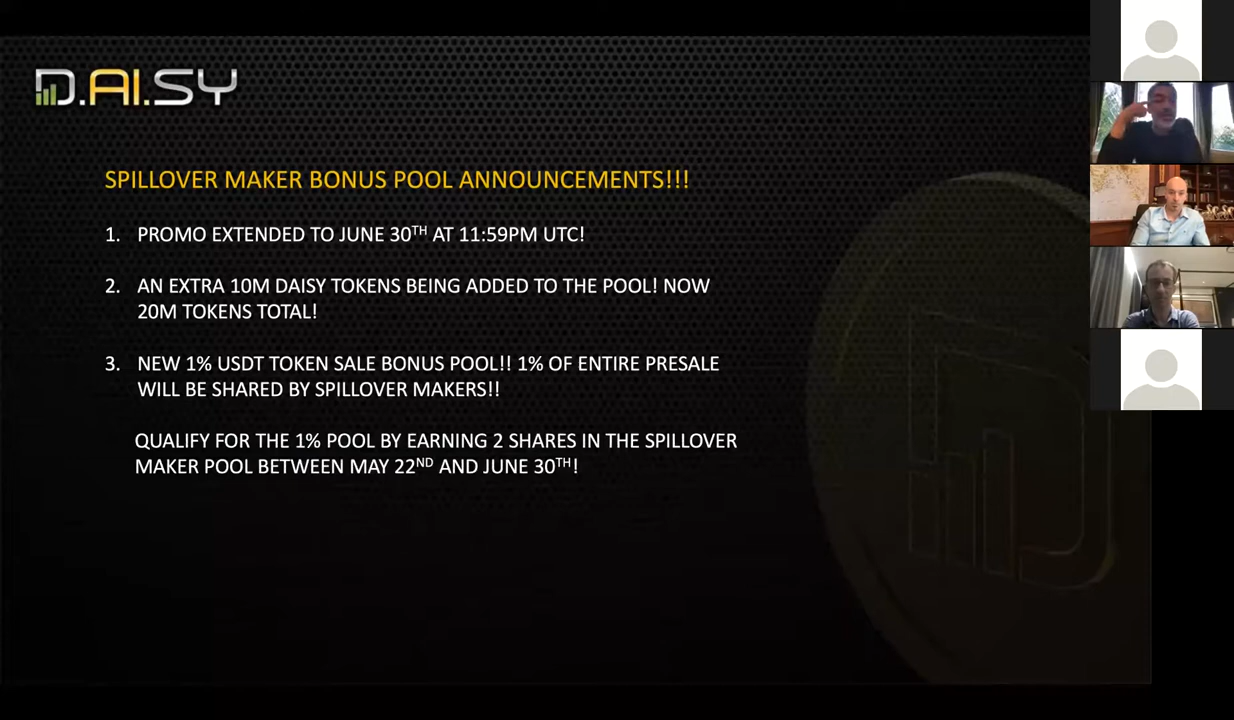 D.AI.SY
SPILLOVER MAKER BONUS POOL ANNOUNCEMENTS!!!
1. PROMO EXTENDED TO JUNE 30TH AT 11:59PM UTC!
2. AN EXTRA 10M DAISY TOKENS BEING ADDED TO THE POOL! NOW
20M TOKENS TOTAL!
3. NEW 1% USDT TOKEN SALE BONUS POOL!! 1% OF ENTIRE PRESALE
WILL BE SHARED BY SPILLOVER MAKERS!!
QUALIFY FOR THE 1% POOL BY EARNING 2 SHARES IN THE SPILLOVER
MAKER POOL BETWEEN MAY 22ND AND JUNE 30TH!